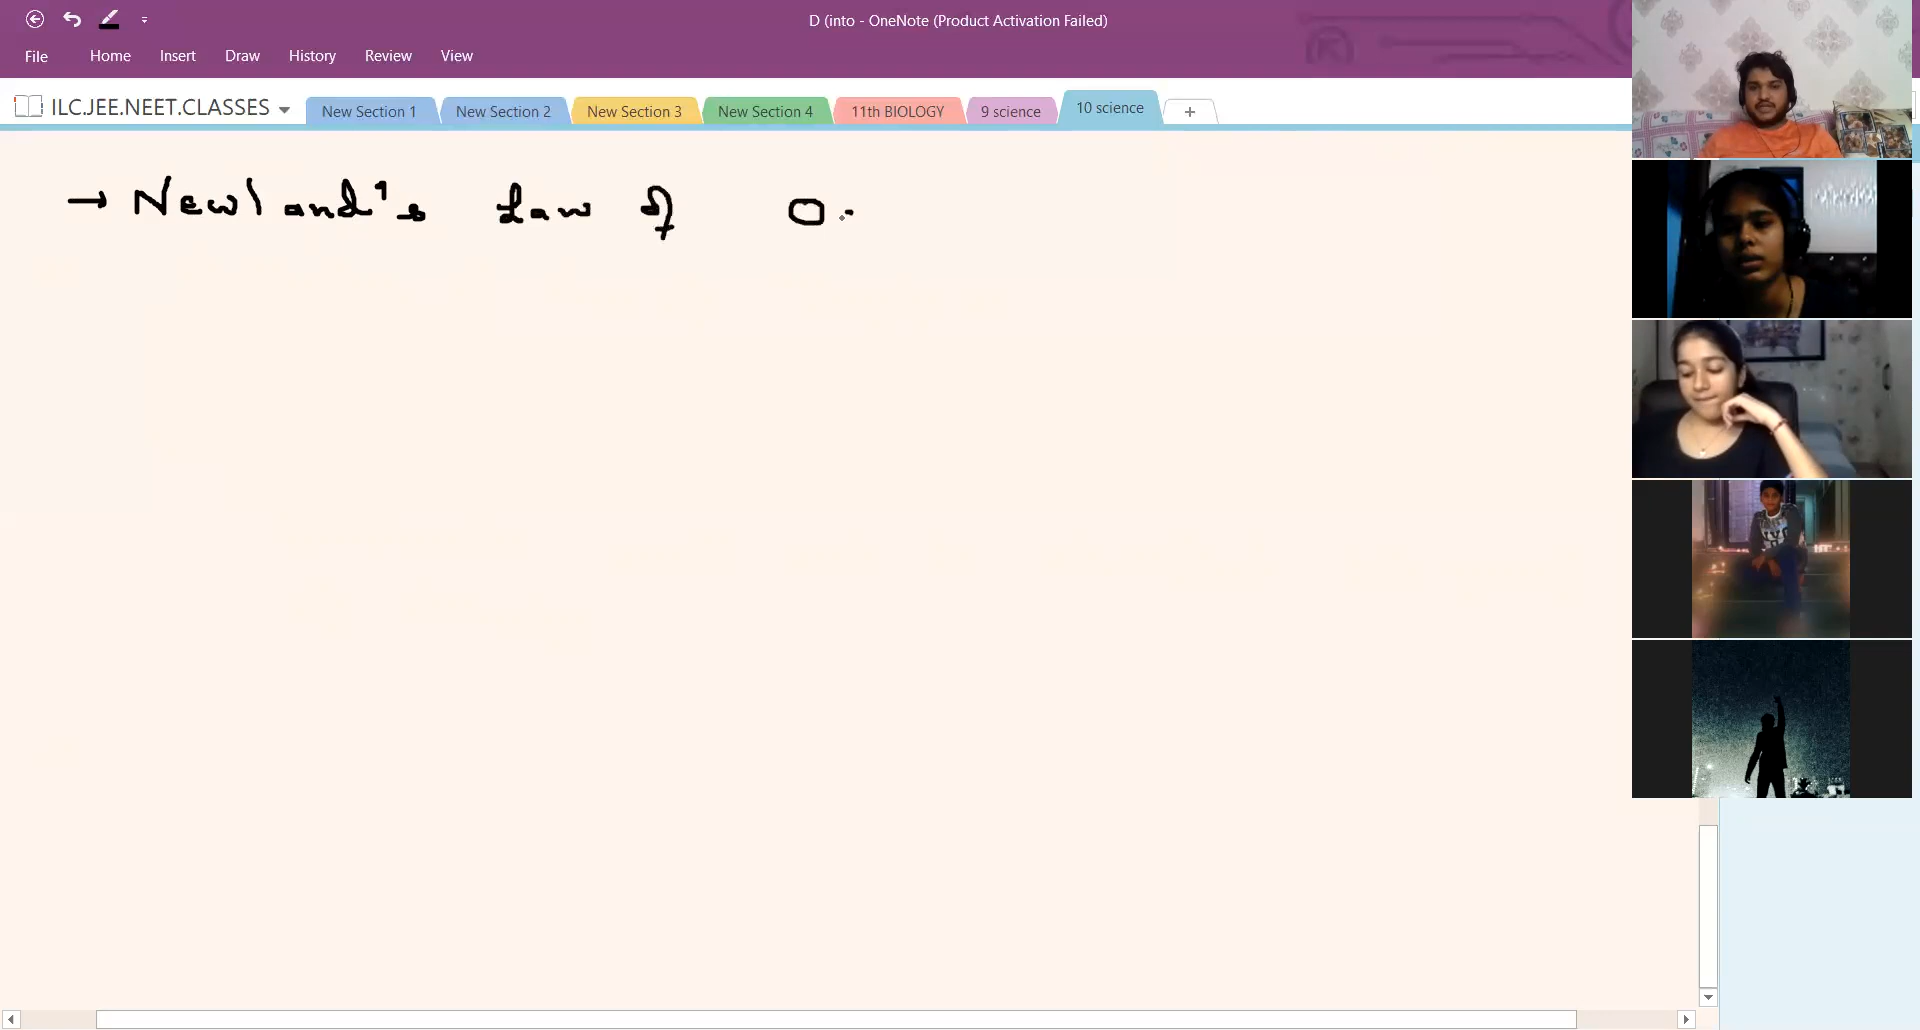 D (into - OneNote (Product Activation Failed)
File Home Insert Draw History Review View
ILC.JEE.NEET.CLASSES New Section 1 New Section 2 New Section 3 New Section 4 11th BIOLOGY 9 science 10 science +
→ Newland's Law of O